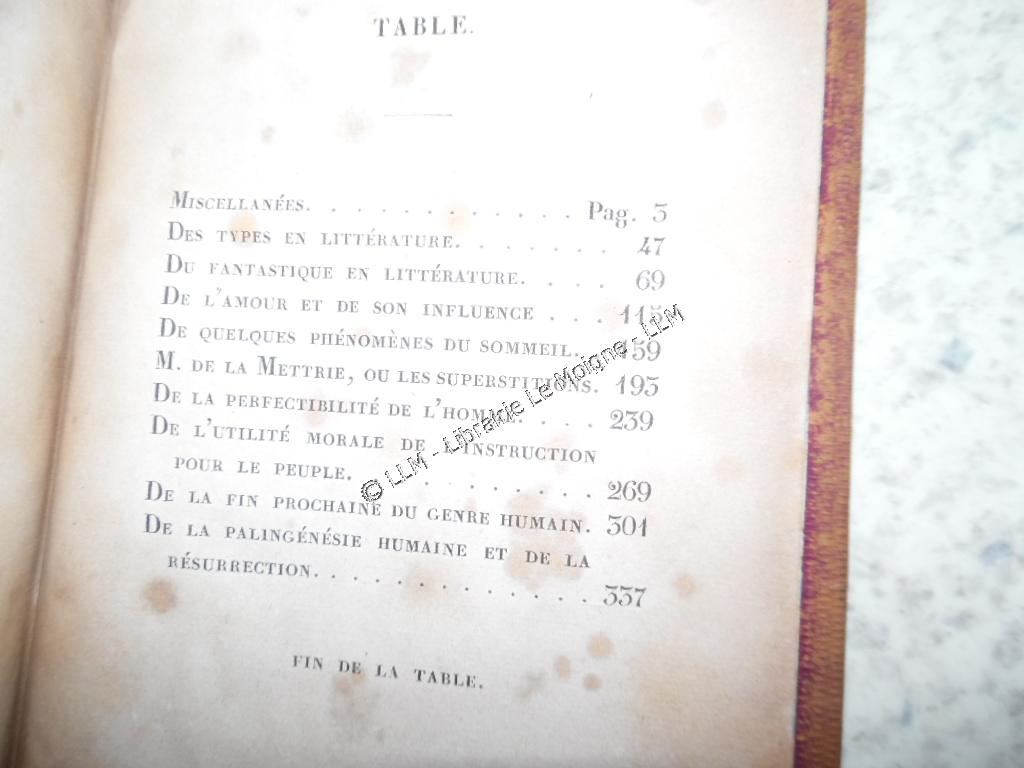 TABLE.
MISCELLANÉES. . . . . . . . . . . . Pag. 5
DES TYPES EN LITTÉRATURE. . . . . . . 47
DU FANTASTIQUE EN LITTÉRATURE. . . . . 69
DE L'AMOUR ET DE SON INFLUENCE . . . 115
DE QUELQUES PHÉNOMÈNES DU SOMMEIL. . 159
M. DE LA METTRIE, OU LES SUPERSTITIONS. 193
DE LA PERFECTIBILITÉ DE L'HOMME. . . . 239
DE L'UTILITÉ MORALE DE L'INSTRUCTION
POUR LE PEUPLE. . . . . . . . . . 269
DE LA FIN PROCHAINE DU GENRE HUMAIN. 301
DE LA PALINGÉNÉSIE HUMAINE ET DE LA
RÉSURRECTION. . . . . . . . . . . . 337
FIN DE LA TABLE.
© LLM - Librairie Le Moigne - LLM